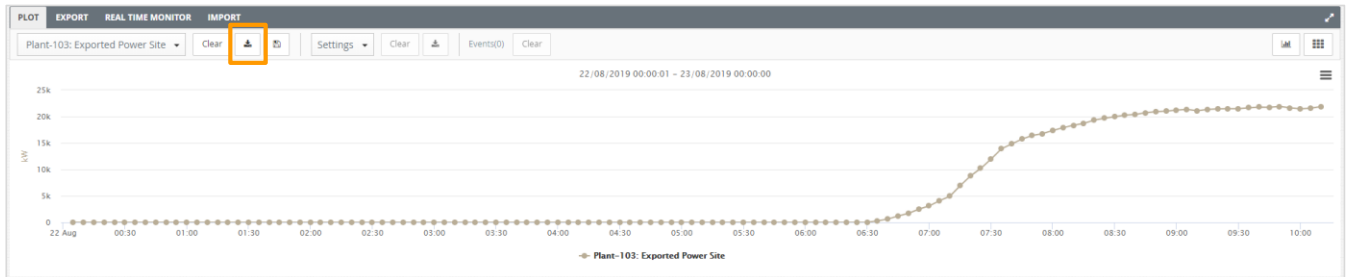 PLOT EXPORT REAL TIME MONITOR IMPORT
Plant-103: Exported Power Site Clear Settings Clear Events(0) Clear
22/08/2019 00:00:01 - 23/08/2019 00:00:00
25k
20k
15k
kW
10k
5k
0
22 Aug 00:30 01:00 01:30 02:00 02:30 03:00 03:30 04:00 04:30 05:00 05:30 06:00 06:30 07:00 07:30 08:00 08:30 09:00 09:30 10:00
Plant-103: Exported Power Site